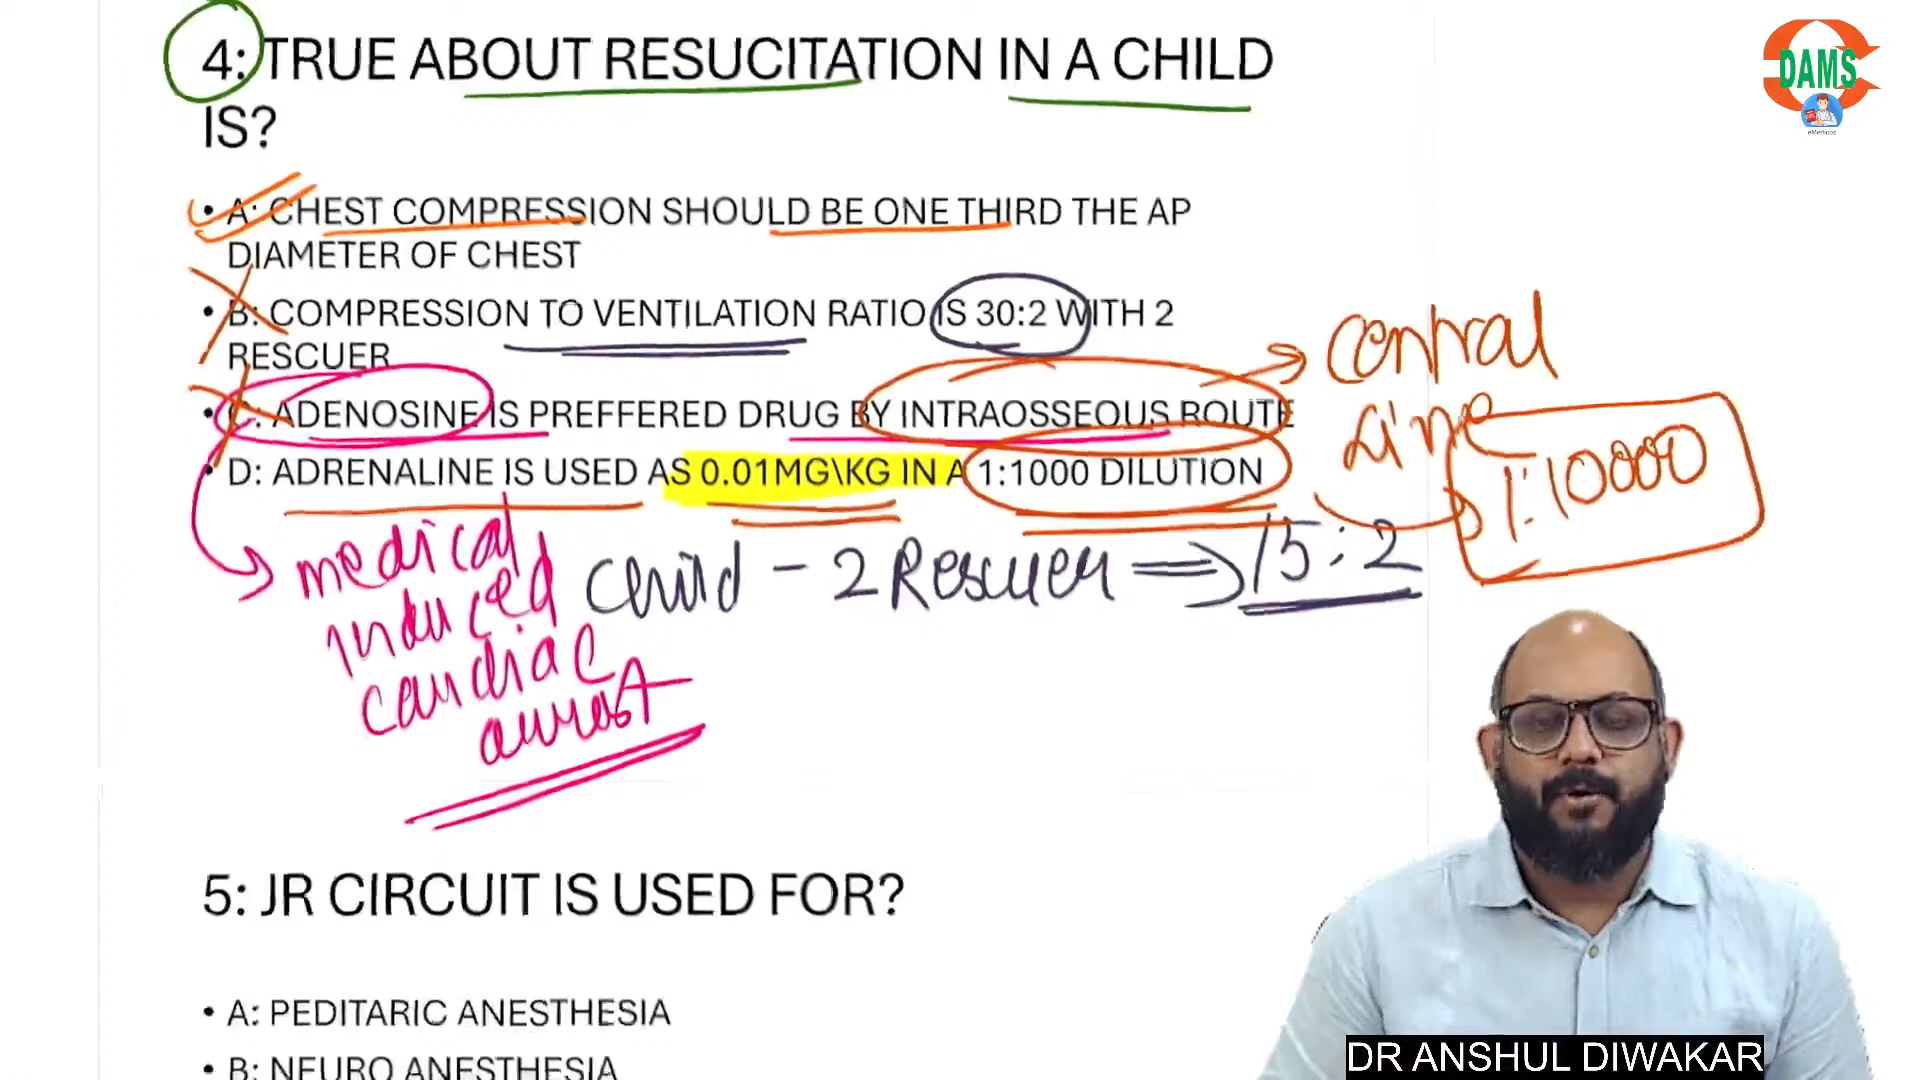 4: TRUE ABOUT RESUCITATION IN A CHILD
IS?
• A: CHEST COMPRESSION SHOULD BE ONE THIRD THE AP
DIAMETER OF CHEST
• B: COMPRESSION TO VENTILATION RATIO IS 30:2 WITH 2
RESCUER
• C: ADENOSINE IS PREFFERED DRUG BY INTRAOSSEOUS ROUTE
• D: ADRENALINE IS USED AS 0.01MG\KG IN A 1:1000 DILUTION
Central
Line
1:10000
medical
induced
cardiac
arrest
Child - 2 Rescuer ⇒ 15:2
5: JR CIRCUIT IS USED FOR?
• A: PEDITARIC ANESTHESIA
• B: NEURO ANESTHESIA
DAMS
eMedicoz
DR ANSHUL DIWAKAR